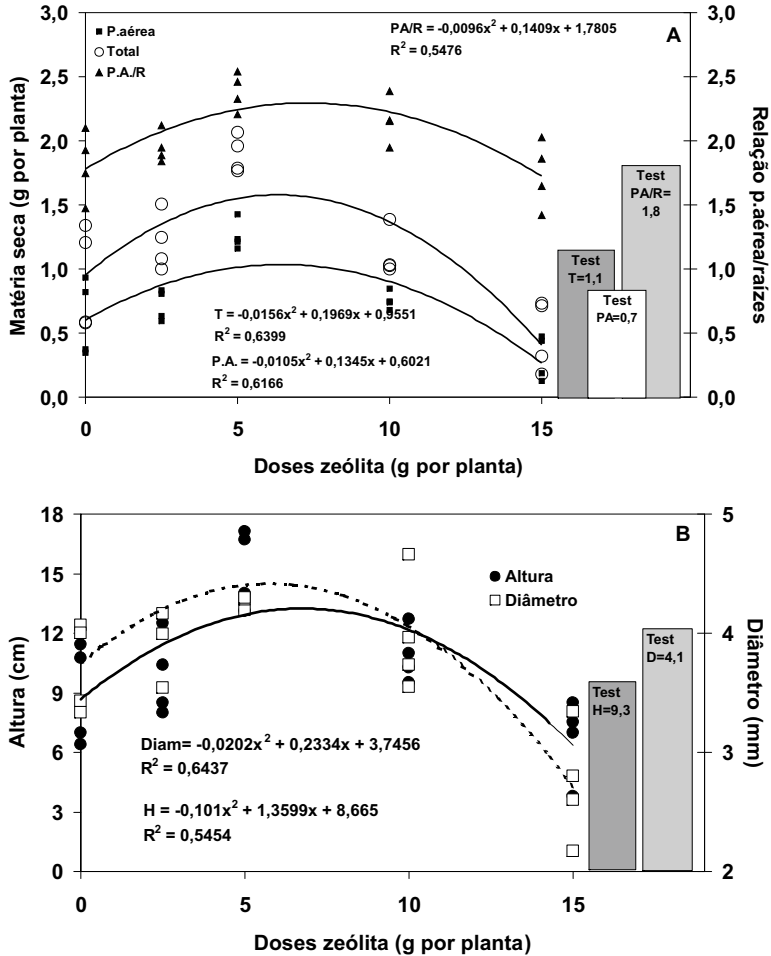 P.aérea
Total
P.A./R
PA/R = -0,0096x² + 0,1409x + 1,7805
R² = 0,5476
A
3,0
2,5
2,0
1,5
1,0
0,5
0,0
Matéria seca (g por planta)
T = -0,0156x² + 0,1969x + 0,9551
R² = 0,6399
P.A. = -0,0105x² + 0,1345x + 0,6021
R² = 0,6166
Test
T=1,1
Test
PA=0,7
Test
PA/R=
1,8
3,0
2,5
2,0
1,5
1,0
0,5
0,0
Relação p.aérea/raízes
0 5 10 15
Doses zeólita (g por planta)
18
15
12
9
6
3
0
Altura (cm)
B
Altura
Diâmetro
Diam= -0,0202x² + 0,2334x + 3,7456
R² = 0,6437
H = -0,101x² + 1,3599x + 8,665
R² = 0,5454
Test
H=9,3
Test
D=4,1
5
4
3
2
Diâmetro (mm)
0 5 10 15
Doses zeólita (g por planta)